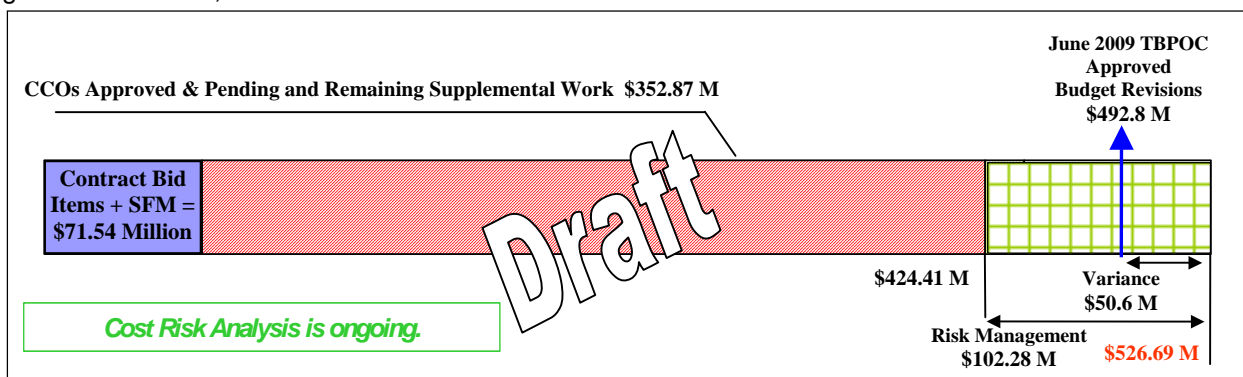 June 2009 TBPOC
Approved
Budget Revisions
$492.8 M
CCOs Approved & Pending and Remaining Supplemental Work $352.87 M
Contract Bid
Items + SFM =
$71.54 Million
Draft
$424.41 M
Variance
$50.6 M
Cost Risk Analysis is ongoing.
Risk Management
$102.28 M
$526.69 M